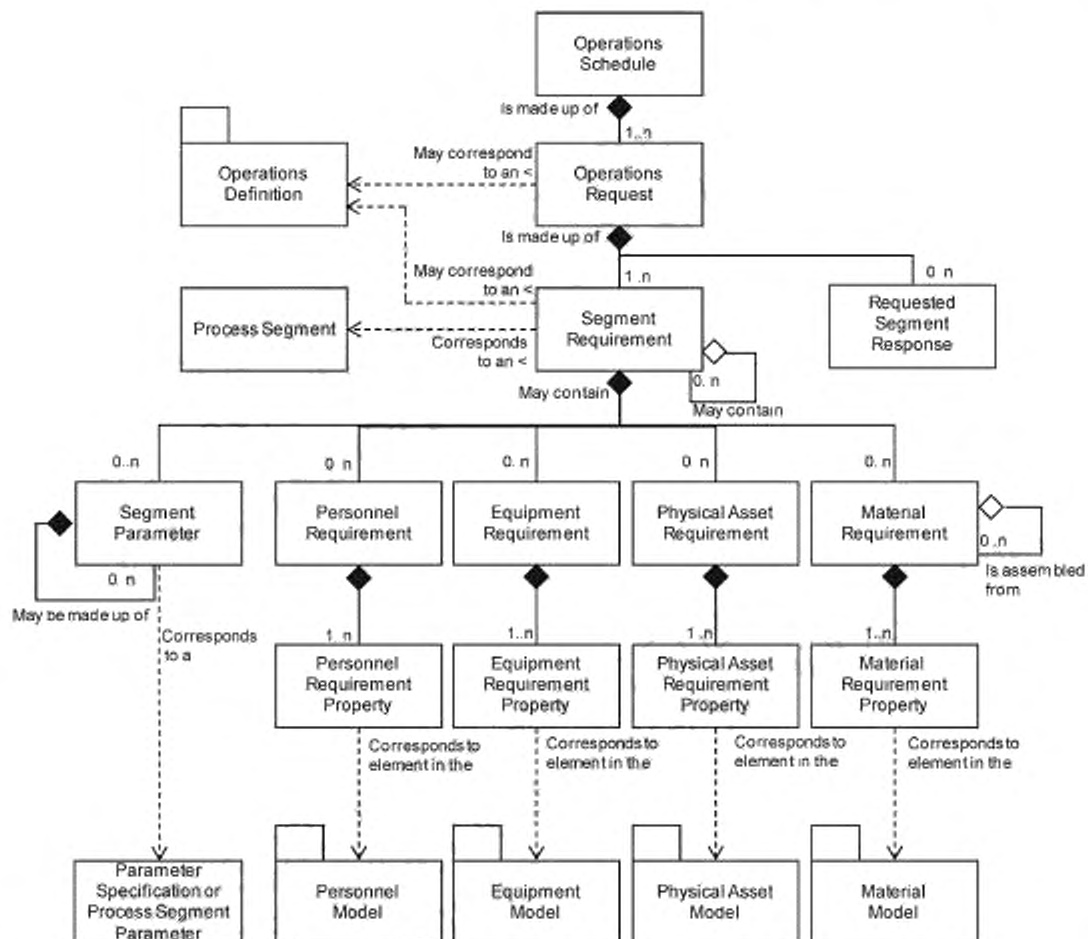 Operations
Schedule
Is made up of
1..n
May correspond
to an <
Operations
Definition
Operations
Request
Is made up of
1..n
0 n
May correspond
to an <
Requested
Segment
Response
Process Segment
Segment
Requirement
Corresponds
to an <
0. n
May contain
May contain
0..n
0 n
0. n
0 n
0. n
Segment
Parameter
Personnel
Requirement
Equipment
Requirement
Physical Asset
Requirement
Material
Requirement
0..n
Is assembled
from
0 n
May be made up of
Corresponds
to a
1..n
1..n
1..n
1..n
Personnel
Requirement
Property
Equipment
Requirement
Property
Physical Asset
Requirement
Property
Material
Requirement
Property
Corresponds to
element in the
Corresponds to
element in the
Corresponds to
element in the
Corresponds to
element in the
Parameter
Specification or
Process Segment
Parameter
Personnel
Model
Equipment
Model
Physical Asset
Model
Material
Model